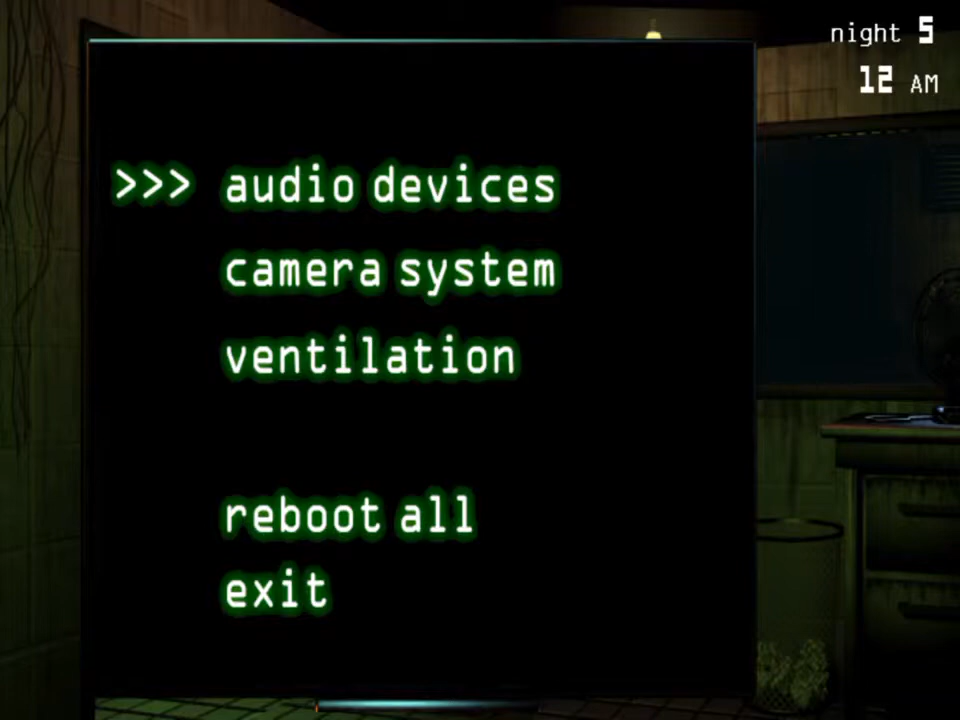 night 5
12 AM
>>> audio devices
camera system
ventilation
reboot all
exit